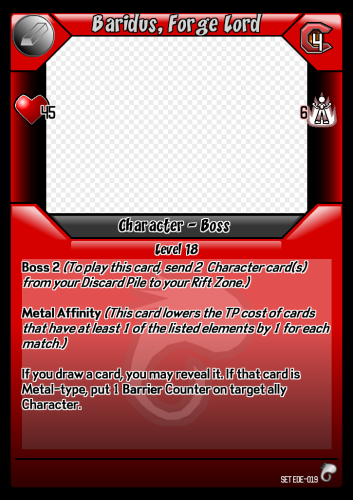 Baridus, Forge Lord
4
45
6
Character - Boss
Level 18
Boss 2 (To play this card, send 2 Character card(s)
from your Discard Pile to your Rift Zone.)
Metal Affinity (This card lowers the TP cost of cards
that have at least 1 of the listed elements by 1 for each
match.)
If you draw a card, you may reveal it. If that card is
Metal-type, put 1 Barrier Counter on target ally
Character.
SET EDE-019